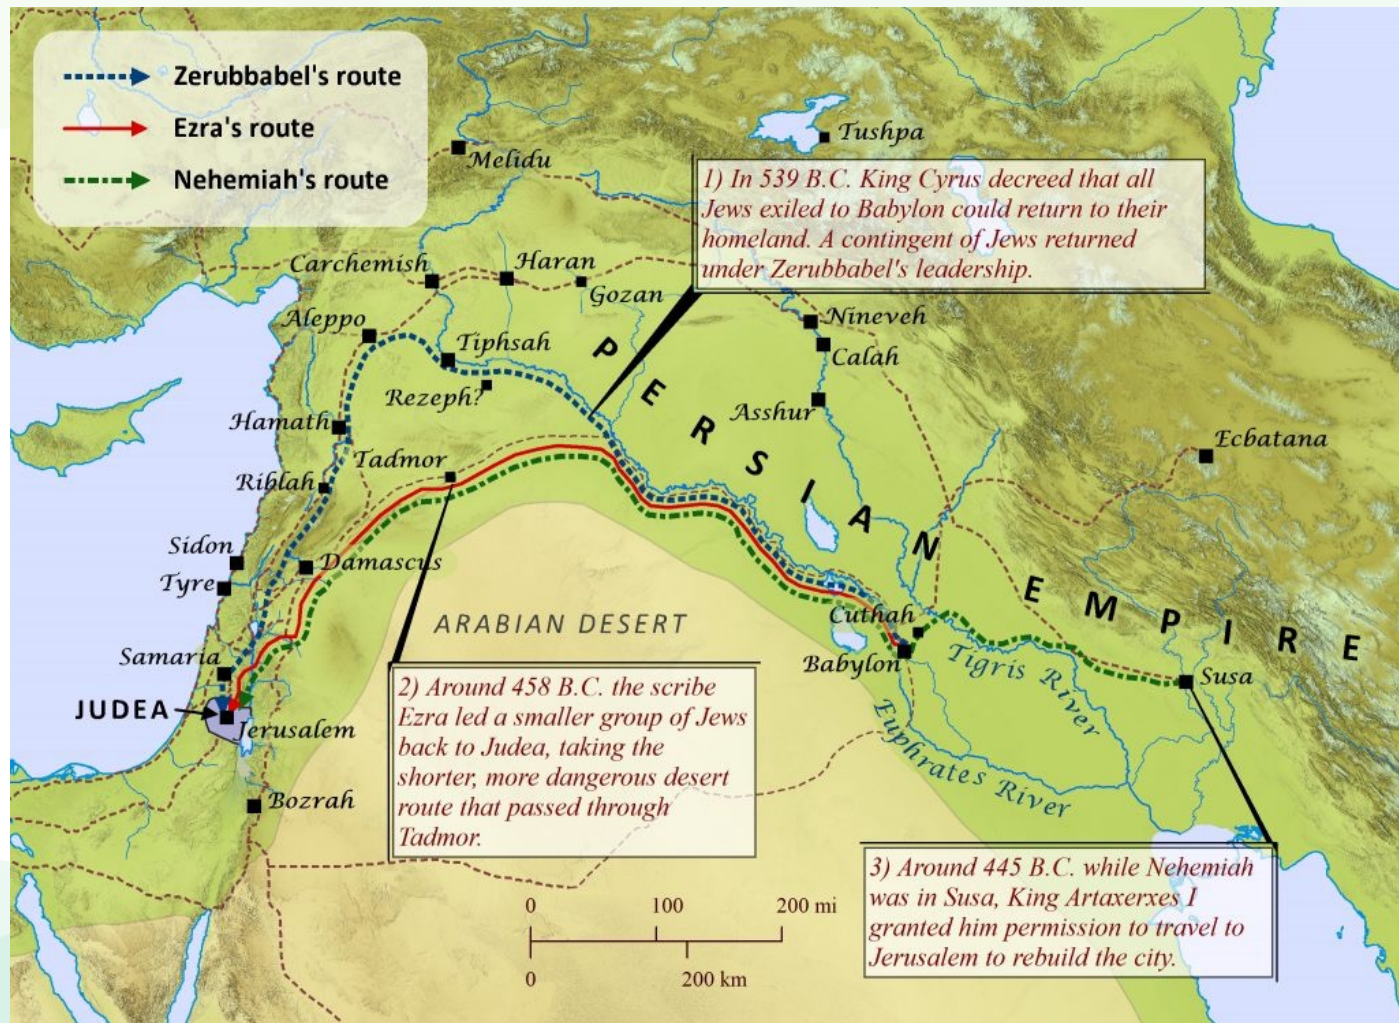 Zerubbabel's route
Ezra's route
Nehemiah's route
Tushpa
Melidu
1) In 539 B.C. King Cyrus decreed that all
Jews exiled to Babylon could return to their
homeland. A contingent of Jews returned
under Zerubbabel's leadership.
Carchemish
Haran
Gozan
Aleppo
Nineveh
Tiphsah
Calah
Rezeph?
Asshur
Hamath
Ecbatana
Tadmor
Riblah
PERSIAN EMPIRE
Sidon
Damascus
Tyre
ARABIAN DESERT
Cuthah
Samaria
Babylon
Tigris River
Susa
JUDEA
Jerusalem
Euphrates River
2) Around 458 B.C. the scribe
Ezra led a smaller group of Jews
back to Judea, taking the
shorter, more dangerous desert
route that passed through
Tadmor.
Bozrah
3) Around 445 B.C. while Nehemiah
was in Susa, King Artaxerxes I
granted him permission to travel to
Jerusalem to rebuild the city.
0 100 200 mi
0 200 km